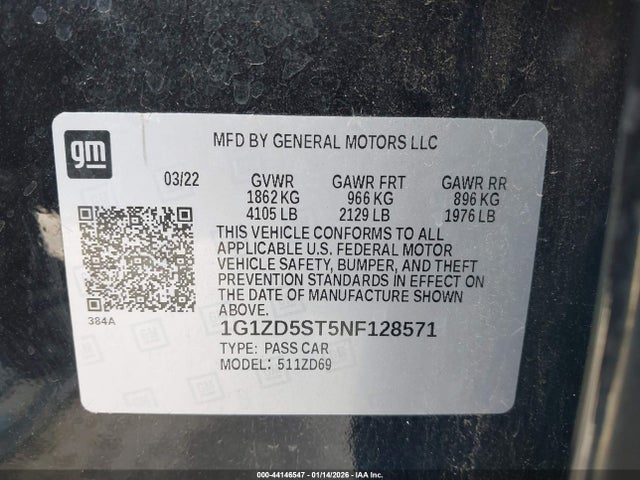 gm
MFD BY GENERAL MOTORS LLC
03/22 GVWR GAWR FRT GAWR RR
1862 KG 966 KG 896 KG
4105 LB 2129 LB 1976 LB
THIS VEHICLE CONFORMS TO ALL
APPLICABLE U.S. FEDERAL MOTOR
VEHICLE SAFETY, BUMPER, AND THEFT
PREVENTION STANDARDS IN EFFECT ON
THE DATE OF MANUFACTURE SHOWN
ABOVE.
384A
1G1ZD5ST5NF128571
TYPE: PASS CAR
MODEL: 511ZD69
000-44146547 - 01/14/2026 - IAA Inc.